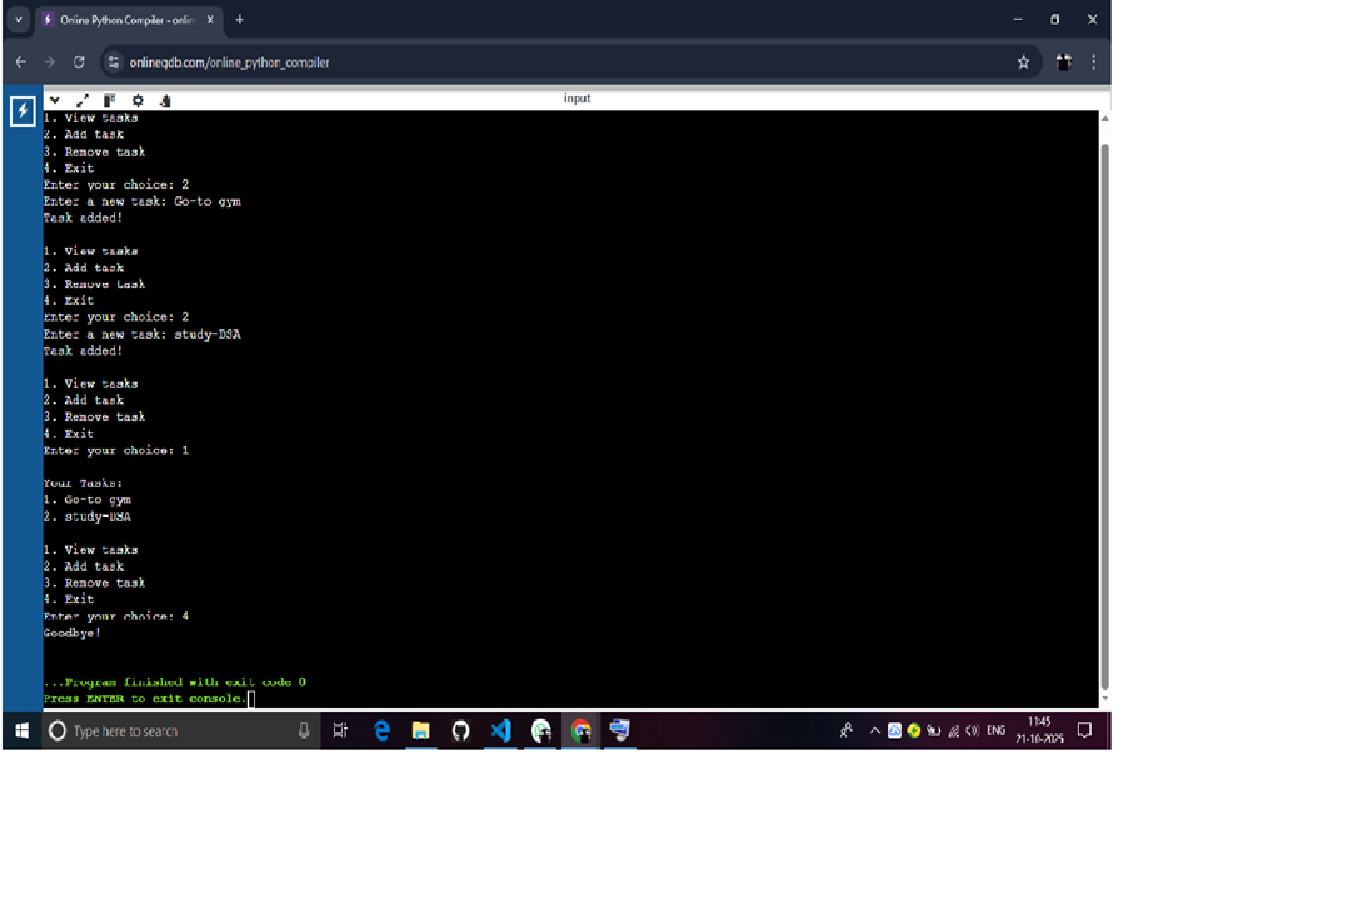 Online Python Compiler - onlin
onlinegdb.com/online_python_compiler
input
1. View tasks
2. Add task
3. Remove task
4. Exit
Enter your choice: 2
Enter a new task: Go-to gym
Task added!
1. View tasks
2. Add task
3. Remove task
4. Exit
Enter your choice: 2
Enter a new task: study-DSA
Task added!
1. View tasks
2. Add task
3. Remove task
4. Exit
Enter your choice: 1
Your Tasks:
1. Go-to gym
2. study-DSA
1. View tasks
2. Add task
3. Remove task
4. Exit
Enter your choice: 4
Goodbye!
...Program finished with exit code 0
Press ENTER to exit console.
Type here to search
ENG
11:45
21-10-2025